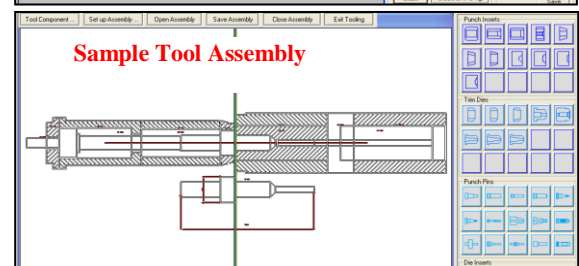 Save
Tool Component ... Set up Assembly ... Open Assembly Save Assembly Close Assembly Exit Tooling
Punch Inserts
Sample Tool Assembly
Trim Dies
Punch Pins
Die Inserts